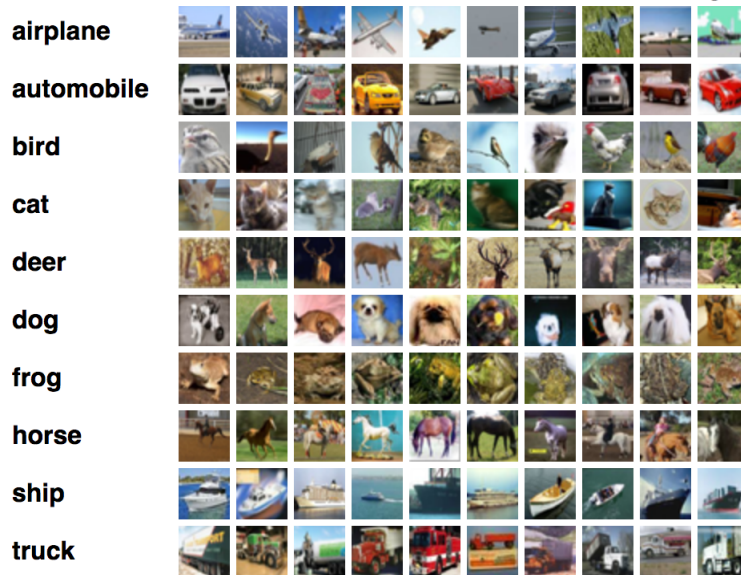 airplane
automobile
bird
cat
deer
dog
frog
horse
ship
truck